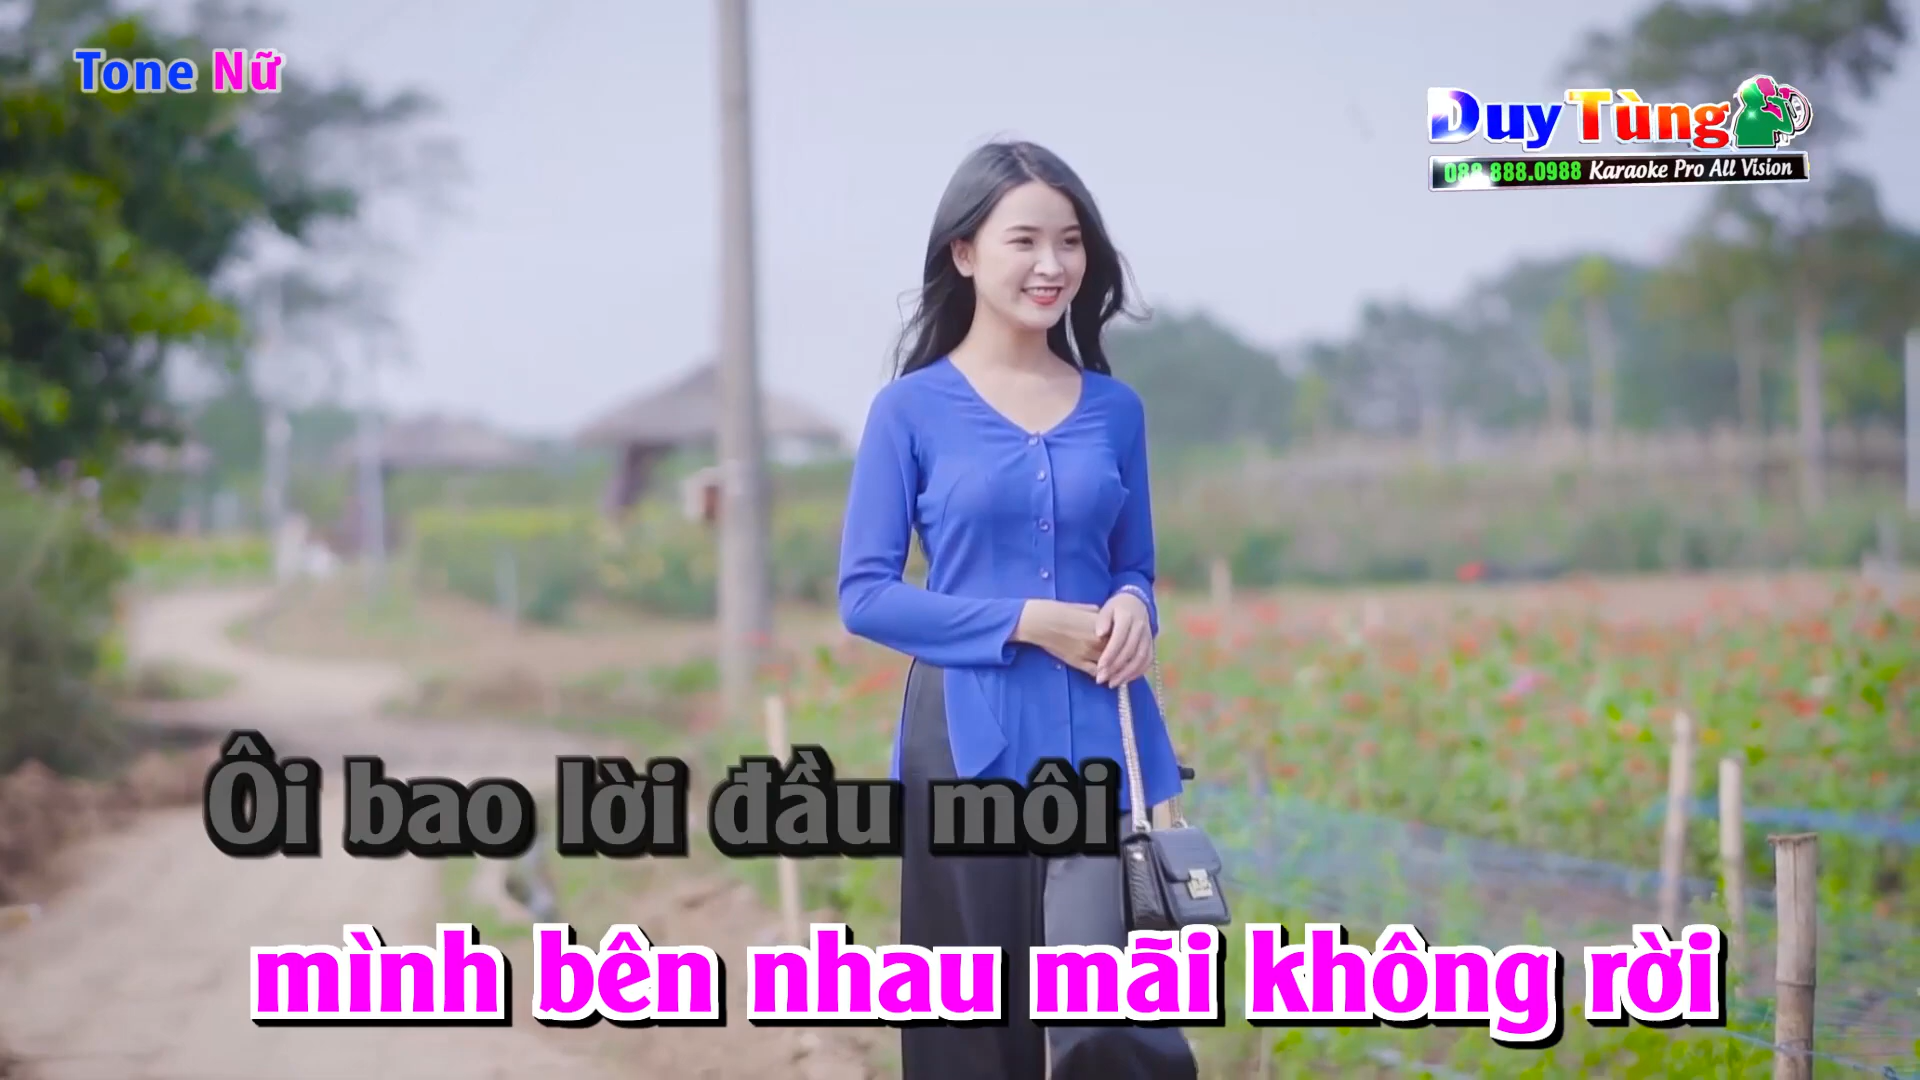 Tone Nữ
Duy Tùng
088.888.0988 Karaoke Pro All Vision
Ôi bao lời đầu môi
mình bên nhau mãi không rời